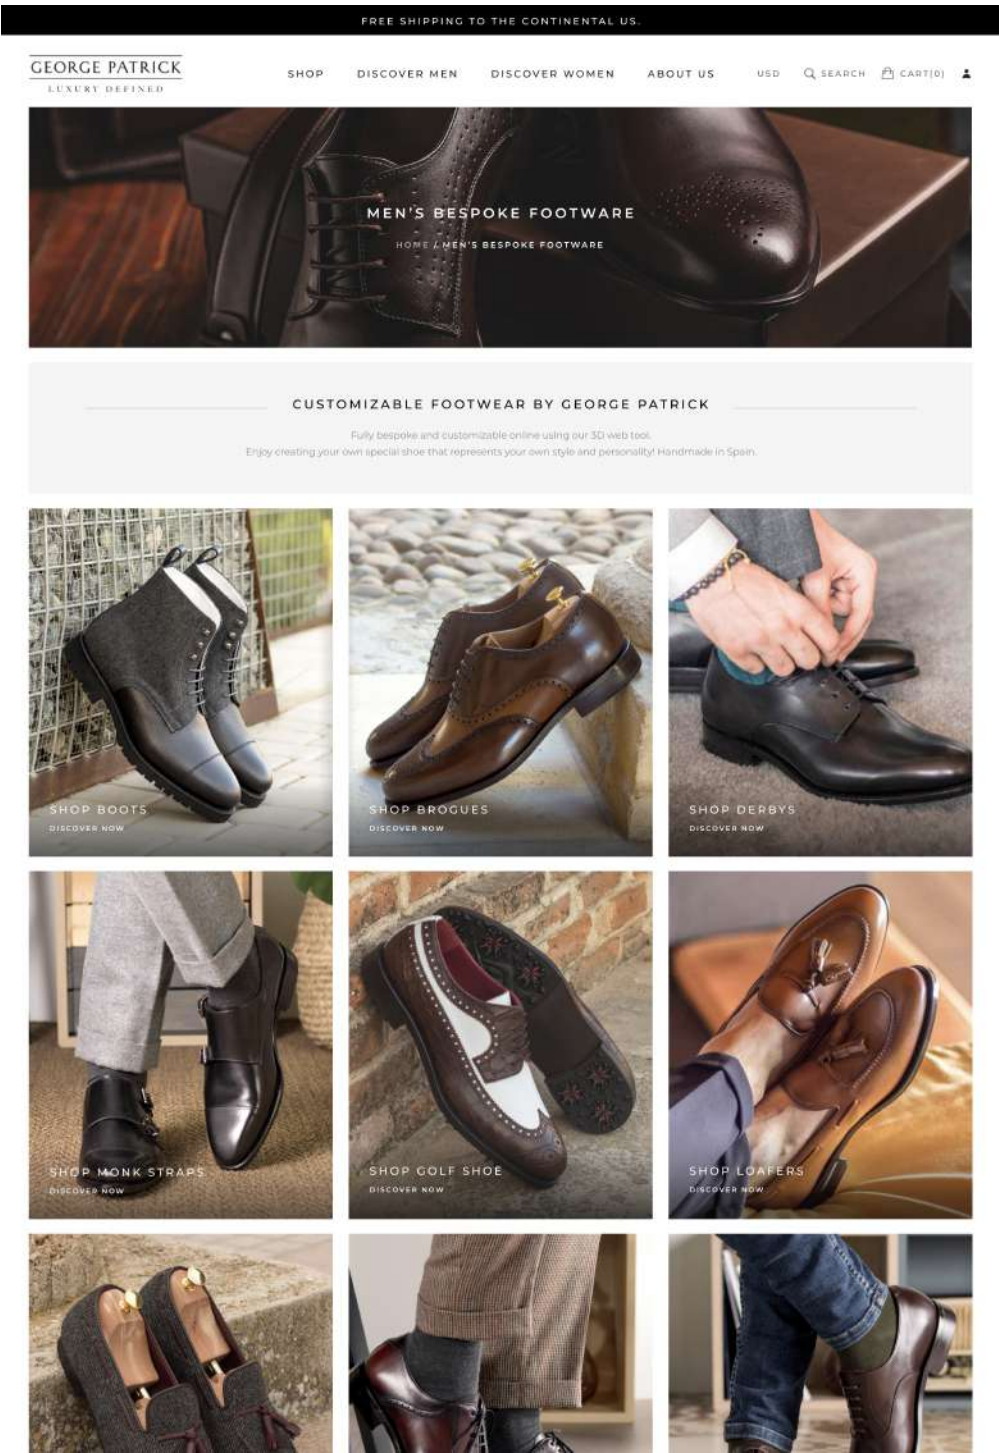 FREE SHIPPING TO THE CONTINENTAL US.
GEORGE PATRICK
LUXURY DEFINED
SHOP DISCOVER MEN DISCOVER WOMEN ABOUT US USD SEARCH CART(0)
MEN'S BESPOKE FOOTWARE
HOME / MEN'S BESPOKE FOOTWARE
CUSTOMIZABLE FOOTWEAR BY GEORGE PATRICK
Fully bespoke and customizable online using our 3D web tool.
Enjoy creating your own special shoe that represents your own style and personality! Handmade in Spain.
SHOP BOOTS
DISCOVER NOW
SHOP BROGUES
DISCOVER NOW
SHOP DERBYS
DISCOVER NOW
SHOP MONK STRAPS
DISCOVER NOW
SHOP GOLF SHOE
DISCOVER NOW
SHOP LOAFERS
DISCOVER NOW